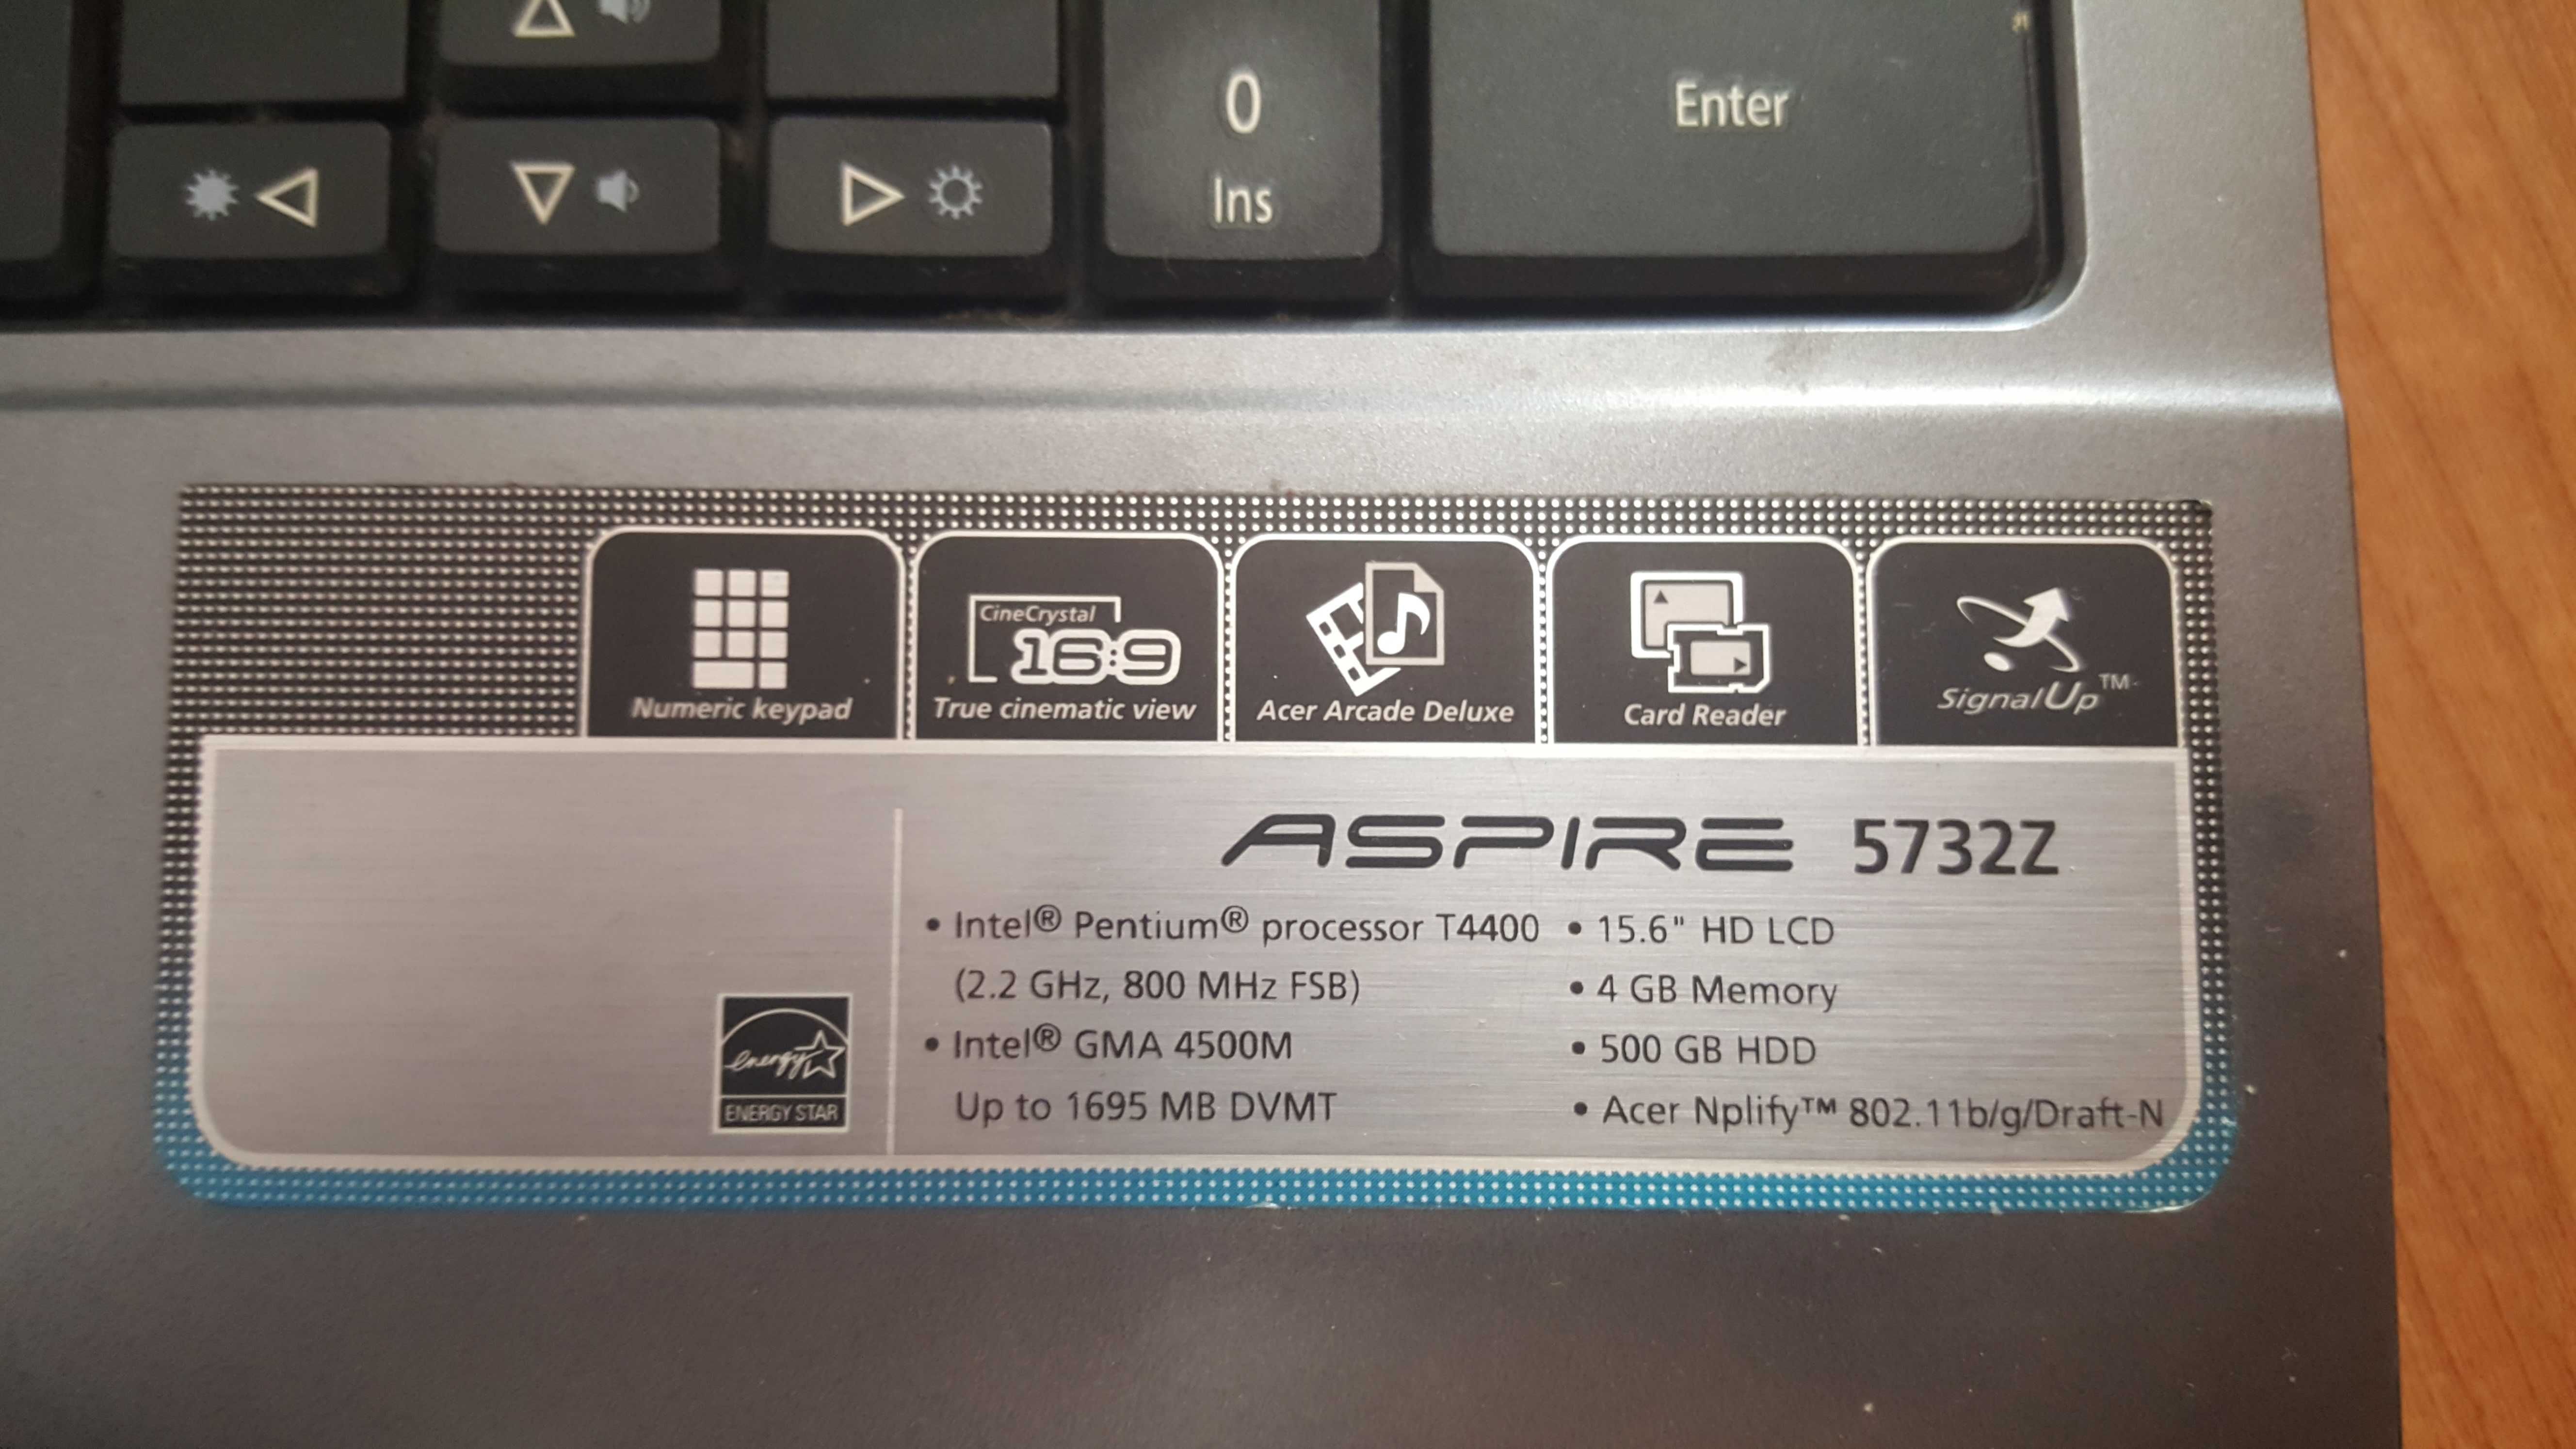 0
Ins
Enter
Numeric keypad
CineCrystal
16:9
True cinematic view
Acer Arcade Deluxe
Card Reader
SignalUp™
ASPIRE 5732Z
• Intel® Pentium® processor T4400
(2.2 GHz, 800 MHz FSB)
• Intel® GMA 4500M
Up to 1695 MB DVMT
• 15.6" HD LCD
• 4 GB Memory
• 500 GB HDD
• Acer Nplify™ 802.11b/g/Draft-N
energy
ENERGY STAR